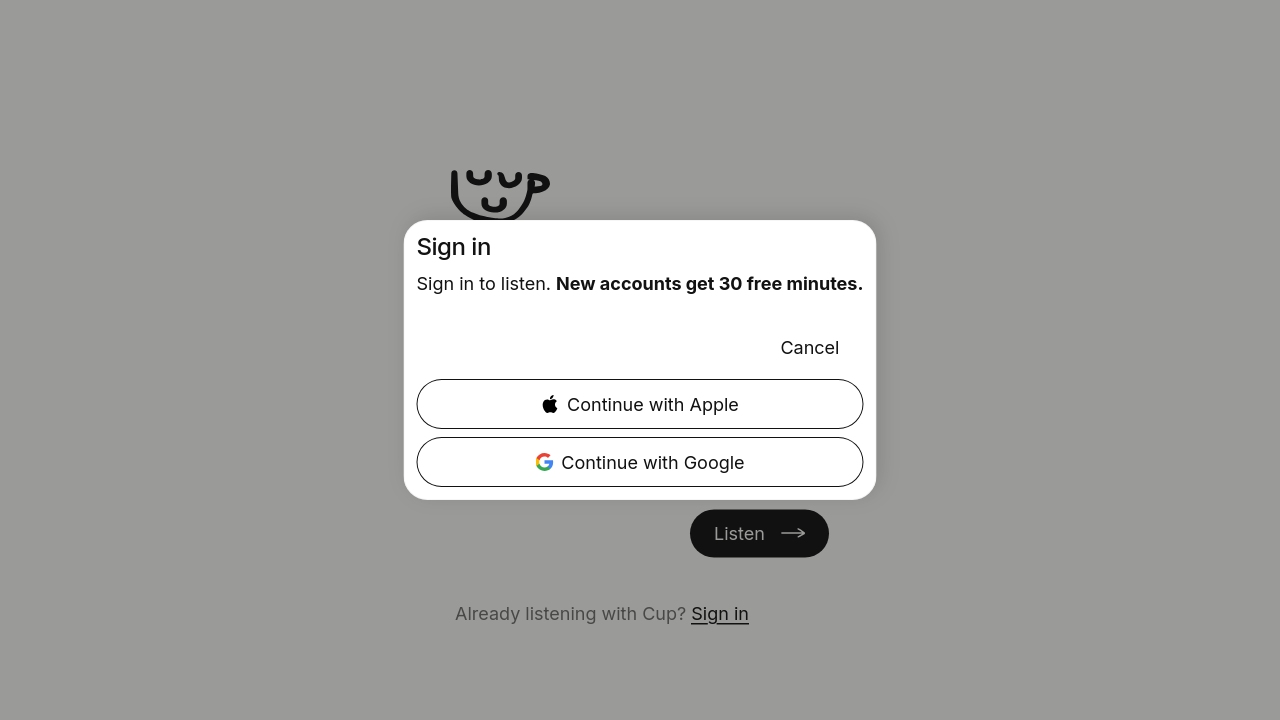 Sign in
Sign in to listen. New accounts get 30 free minutes.
Cancel
Continue with Apple
Continue with Google
Listen
Already listening with Cup? Sign in